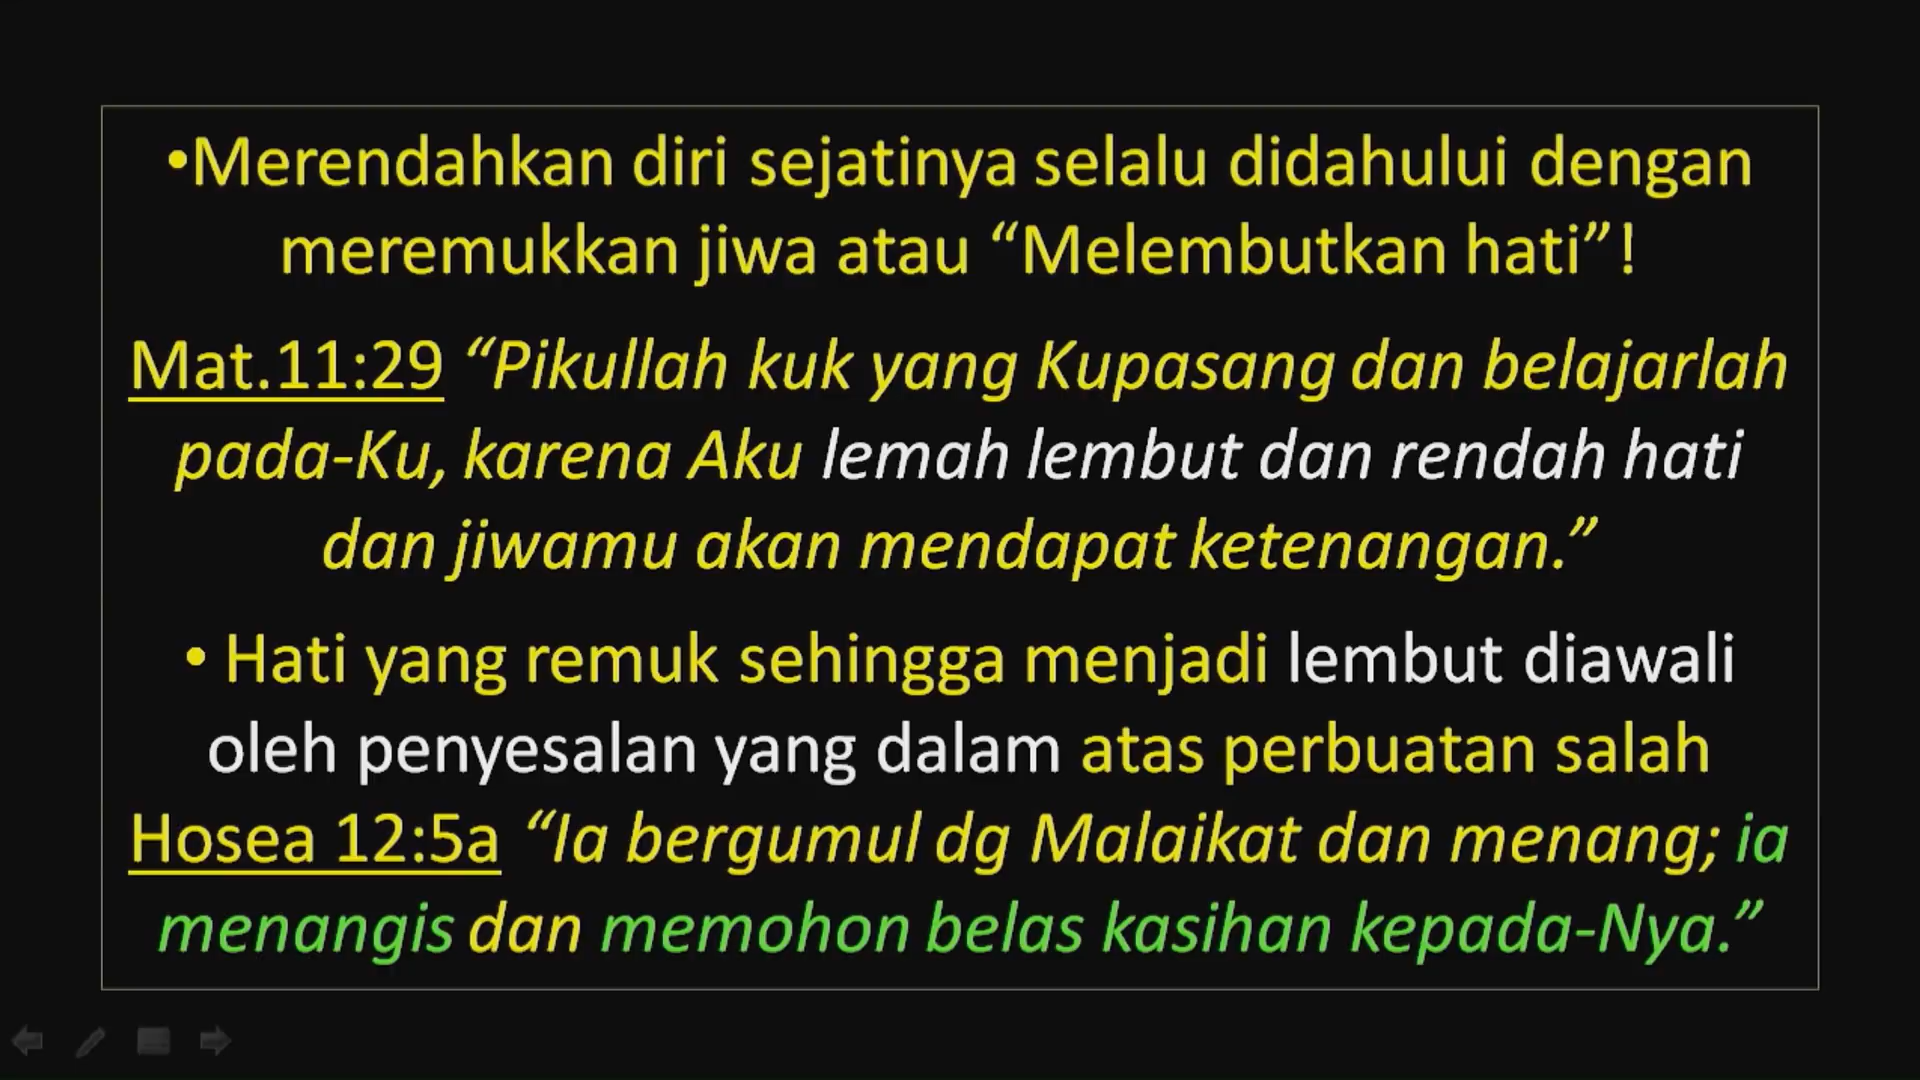 •Merendahkan diri sejatinya selalu didahului dengan
meremukkan jiwa atau “Melembutkan hati”!
Mat.11:29 “Pikullah kuk yang Kupasang dan belajarlah
pada-Ku, karena Aku lemah lembut dan rendah hati
dan jiwamu akan mendapat ketenangan.”
• Hati yang remuk sehingga menjadi lembut diawali
oleh penyesalan yang dalam atas perbuatan salah
Hosea 12:5a “Ia bergumul dg Malaikat dan menang; ia
menangis dan memohon belas kasihan kepada-Nya.”